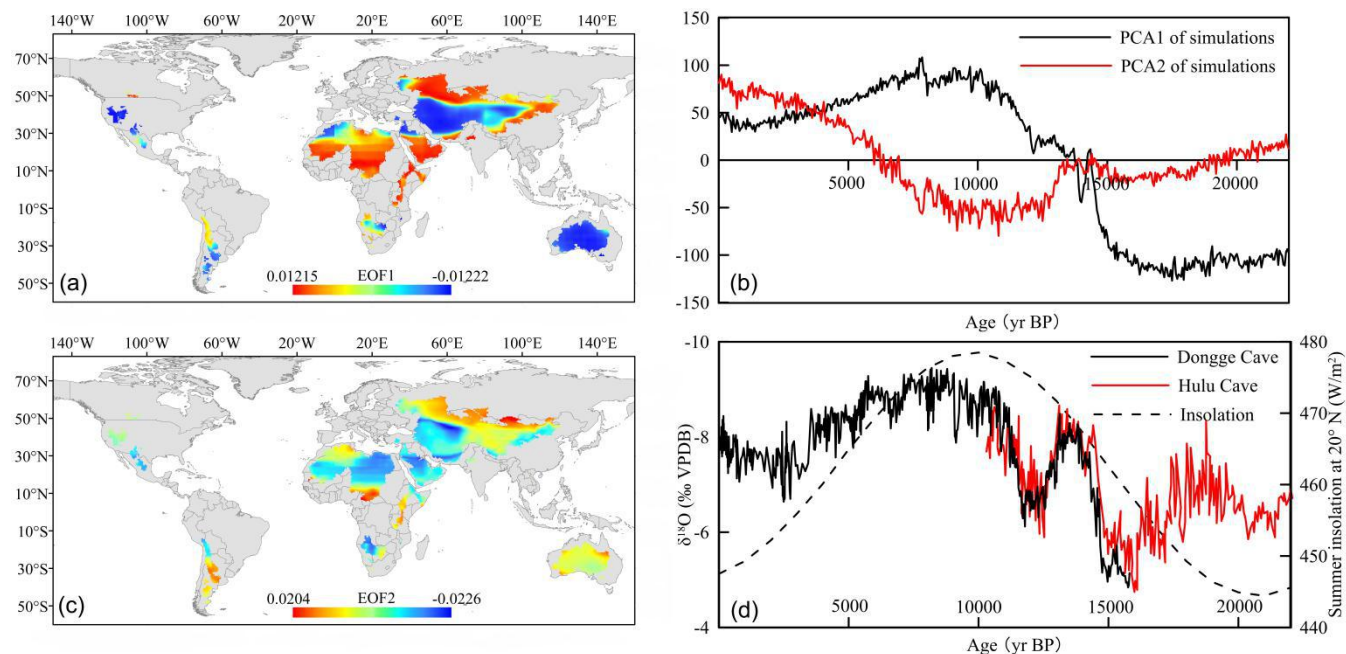 140°W 100°W 60°W 20°W 20°E 60°E 100°E 140°E
70°N
50°N
30°N
10°N
10°S
30°S
50°S
0.01215 EOF1 -0.01222
(a)
150
100
50
0
-50
-100
-150
5000 10000 15000 20000
PCA1 of simulations
PCA2 of simulations
(b)
Age (yr BP)
140°W 100°W 60°W 20°W 20°E 60°E 100°E 140°E
70°N
50°N
30°N
10°N
10°S
30°S
50°S
0.0204 EOF2 -0.0226
(c)
-10
-8
-6
-4
δ¹⁸O (‰ VPDB)
Dongge Cave
Hulu Cave
Insolation
480
470
460
450
440
Summer insolation at 20° N (W/m²)
5000 10000 15000 20000
(d)
Age (yr BP)